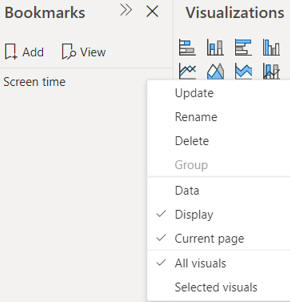 Bookmarks
Visualizations
Add
View
Screen time
Update
Rename
Delete
Group
Data
Display
Current page
All visuals
Selected visuals